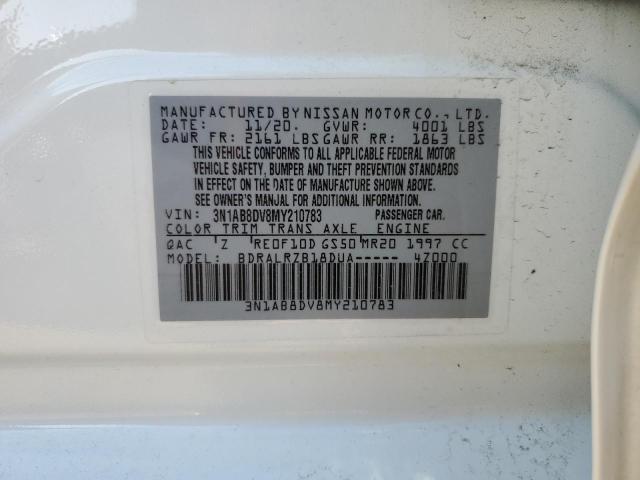 MANUFACTURED BY NISSAN MOTOR CO., LTD.
DATE: 11/20. GVWR: 4001 LBS
GAWR FR: 2161 LBS GAWR RR: 1863 LBS
THIS VEHICLE CONFORMS TO ALL APPLICABLE FEDERAL MOTOR
VEHICLE SAFETY, BUMPER AND THEFT PREVENTION STANDARDS
IN EFFECT ON THE DATE OF MANUFACTURE SHOWN ABOVE.
SEE OWNER'S MANUAL FOR ADDITIONAL INFORMATION.
VIN: 3N1AB8DV8MY210783 PASSENGER CAR.
COLOR TRIM TRANS AXLE ENGINE
QAC Z RE0F10D GS50 MR20 1997 CC
MODEL: BDRALRZB18DUA----- 4Z000
3N1AB8DV8MY210783